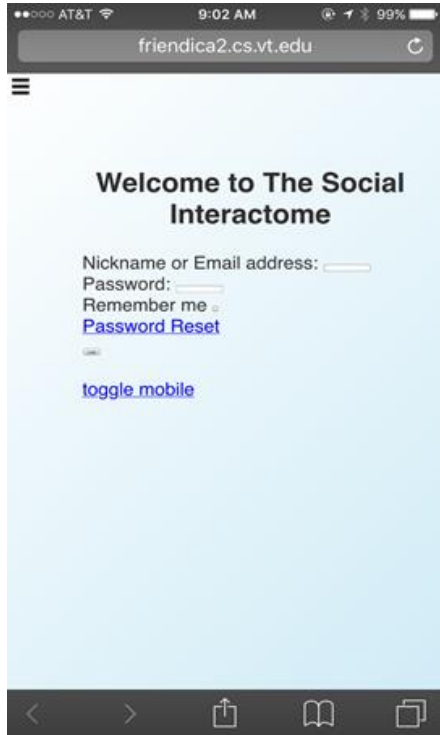 AT&T 9:02 AM 99%
friendica2.cs.vt.edu
Welcome to The Social
Interactome
Nickname or Email address:
Password:
Remember me
Password Reset
toggle mobile